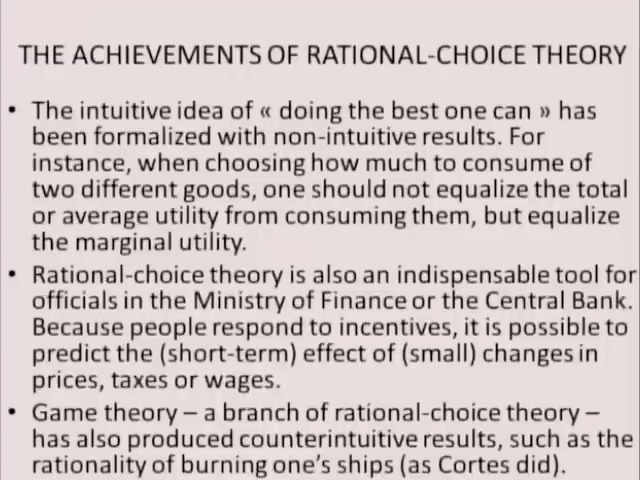 THE ACHIEVEMENTS OF RATIONAL-CHOICE THEORY
• The intuitive idea of « doing the best one can » has
been formalized with non-intuitive results. For
instance, when choosing how much to consume of
two different goods, one should not equalize the total
or average utility from consuming them, but equalize
the marginal utility.
• Rational-choice theory is also an indispensable tool for
officials in the Ministry of Finance or the Central Bank.
Because people respond to incentives, it is possible to
predict the (short-term) effect of (small) changes in
prices, taxes or wages.
• Game theory – a branch of rational-choice theory –
has also produced counterintuitive results, such as the
rationality of burning one's ships (as Cortes did).